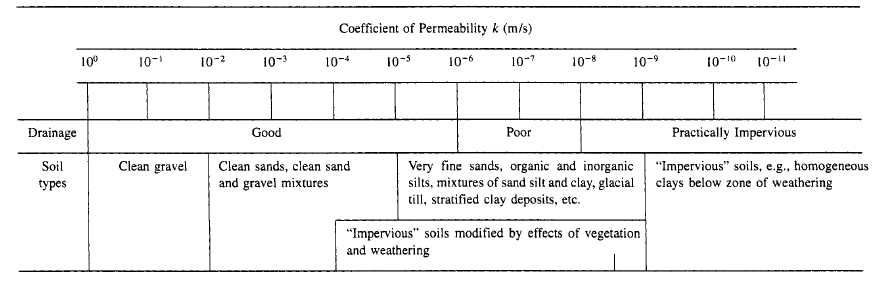 Coefficient of Permeability k (m/s)
10⁰ 10⁻¹ 10⁻² 10⁻³ 10⁻⁴ 10⁻⁵ 10⁻⁶ 10⁻⁷ 10⁻⁸ 10⁻⁹ 10⁻¹⁰ 10⁻¹¹
Drainage Good Poor Practically Impervious
Soil
types
Clean gravel
Clean sands, clean sand
and gravel mixtures
Very fine sands, organic and inorganic
silts, mixtures of sand silt and clay, glacial
till, stratified clay deposits, etc.
"Impervious" soils, e.g., homogeneous
clays below zone of weathering
"Impervious" soils modified by effects of vegetation
and weathering